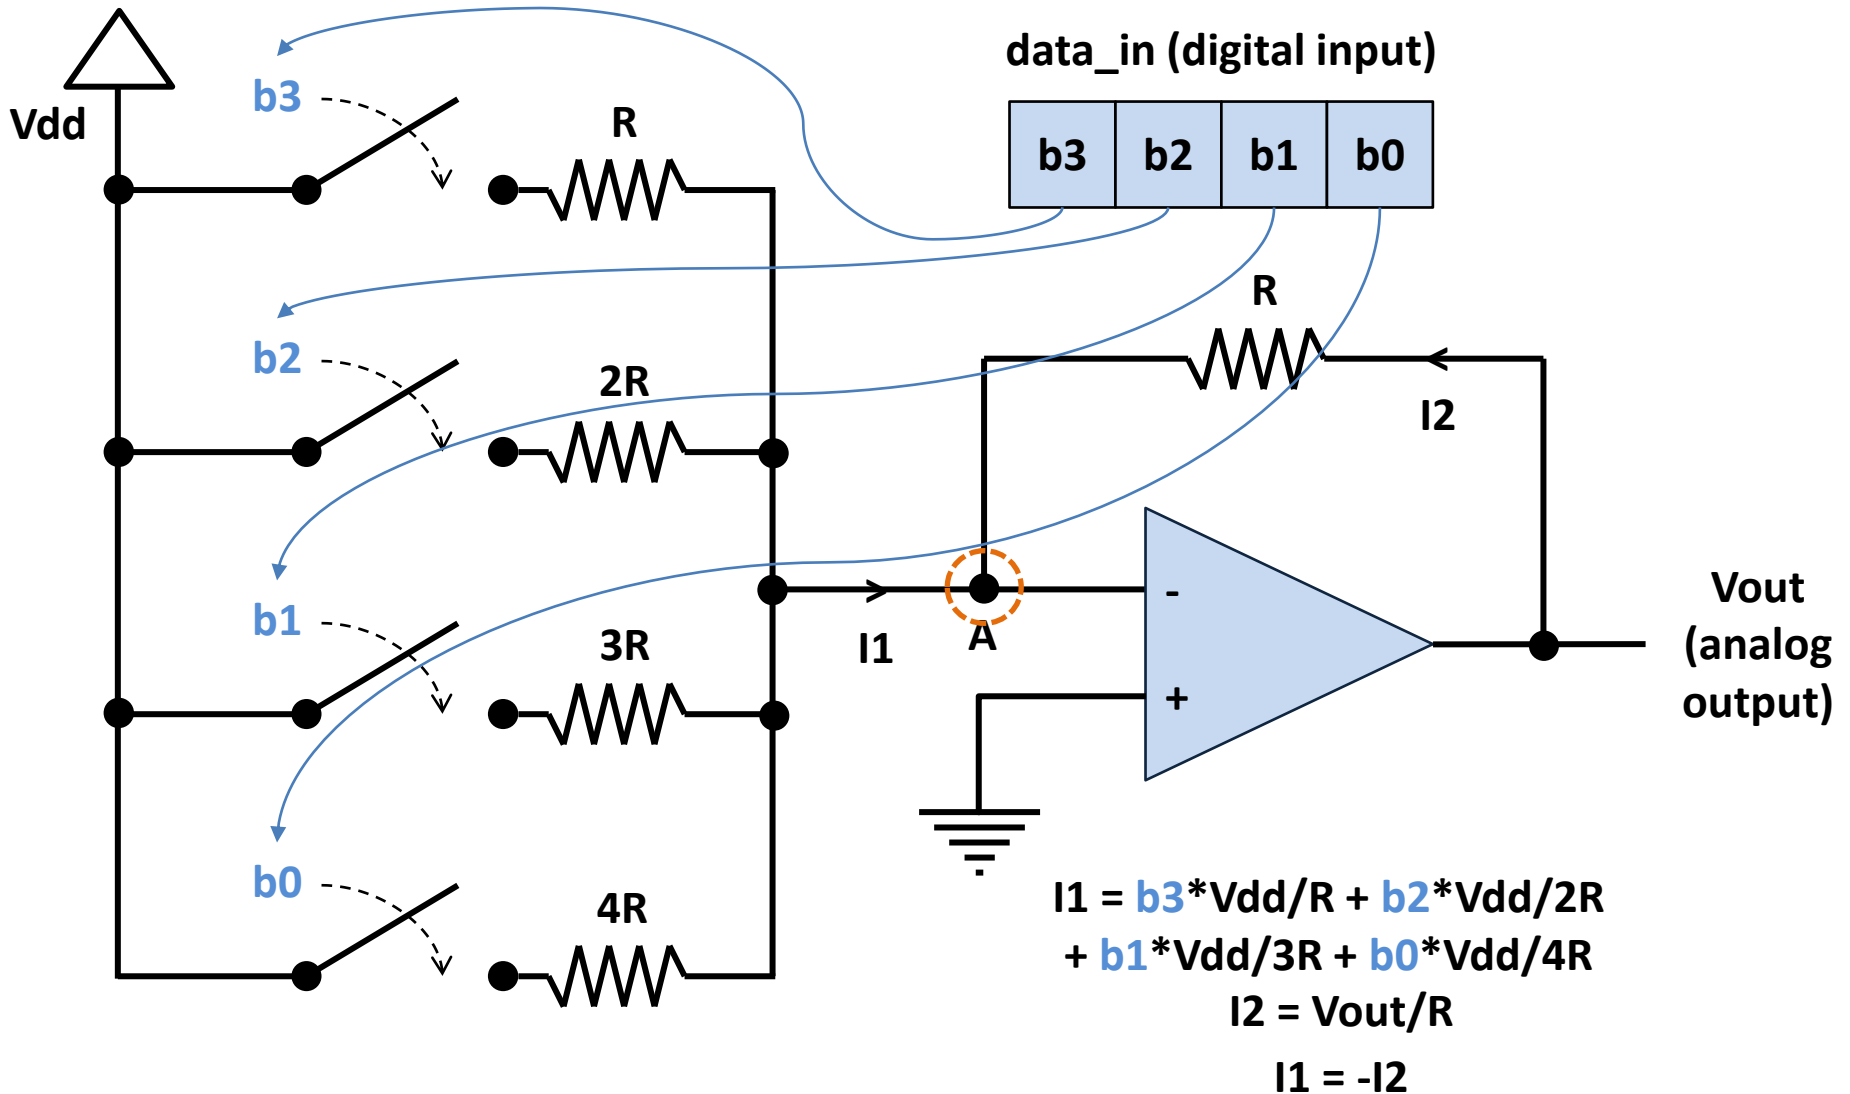 data_in (digital input)
b3 b2 b1 b0
Vdd
b3
R
b2
2R
b1
3R
b0
4R
R
I2
I1
A
-
+
Vout
(analog
output)
I1 = b3*Vdd/R + b2*Vdd/2R
+ b1*Vdd/3R + b0*Vdd/4R
I2 = Vout/R
I1 = -I2